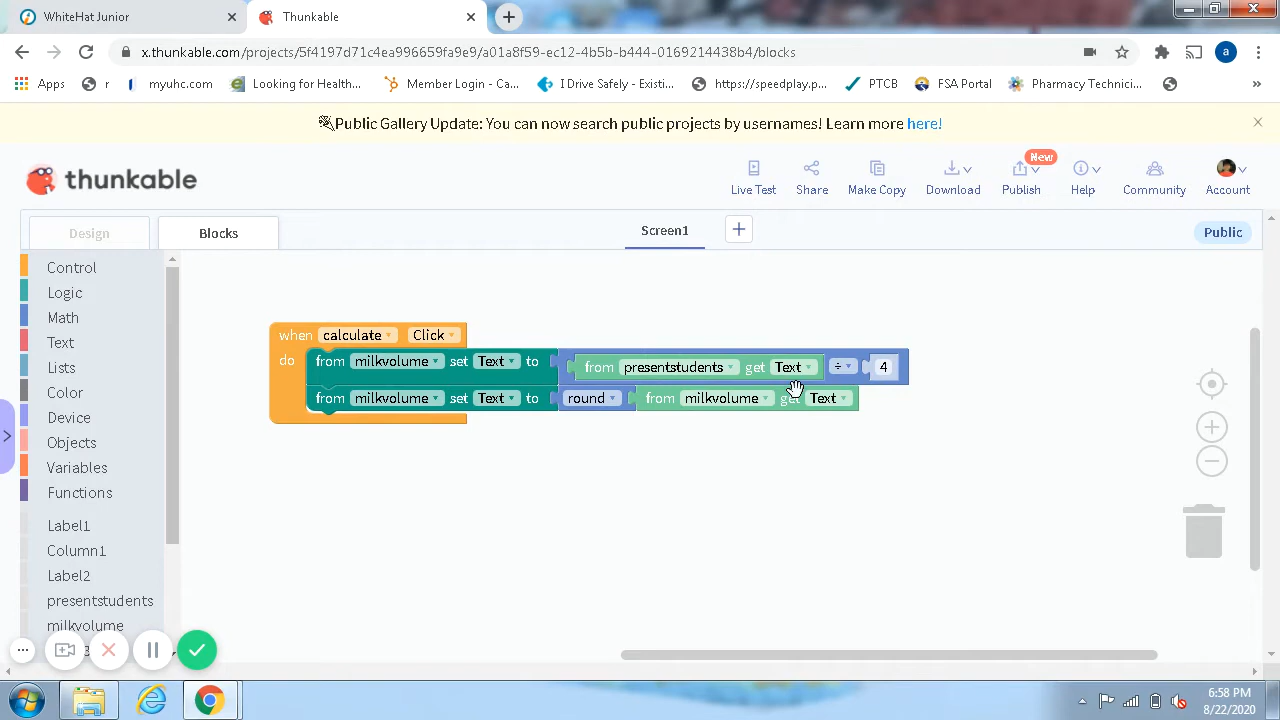 WhiteHat Junior
Thunkable
x.thunkable.com/projects/5f4197d71c4ea996659fa9e9/a01a8f59-ec12-4b5b-b444-0169214438b4/blocks
a
Apps r myuhc.com Looking for Health... Member Login - Ca... I Drive Safely - Existi... https://speedplay.p... PTCB FSA Portal Pharmacy Technici... »
Public Gallery Update: You can now search public projects by usernames! Learn more here!
thunkable
New
Live Test Share Make Copy Download Publish Help Community Account
Design Blocks Screen1 Public
Control
Logic
Math
Text
Lists
Color
Device
Objects
Variables
Functions
Label1
Column1
Label2
presentstudents
milkvolume
when calculate Click
do from milkvolume set Text to from presentstudents get Text ÷ 4
from milkvolume set Text to round from milkvolume get Text
6:58 PM
8/22/2020